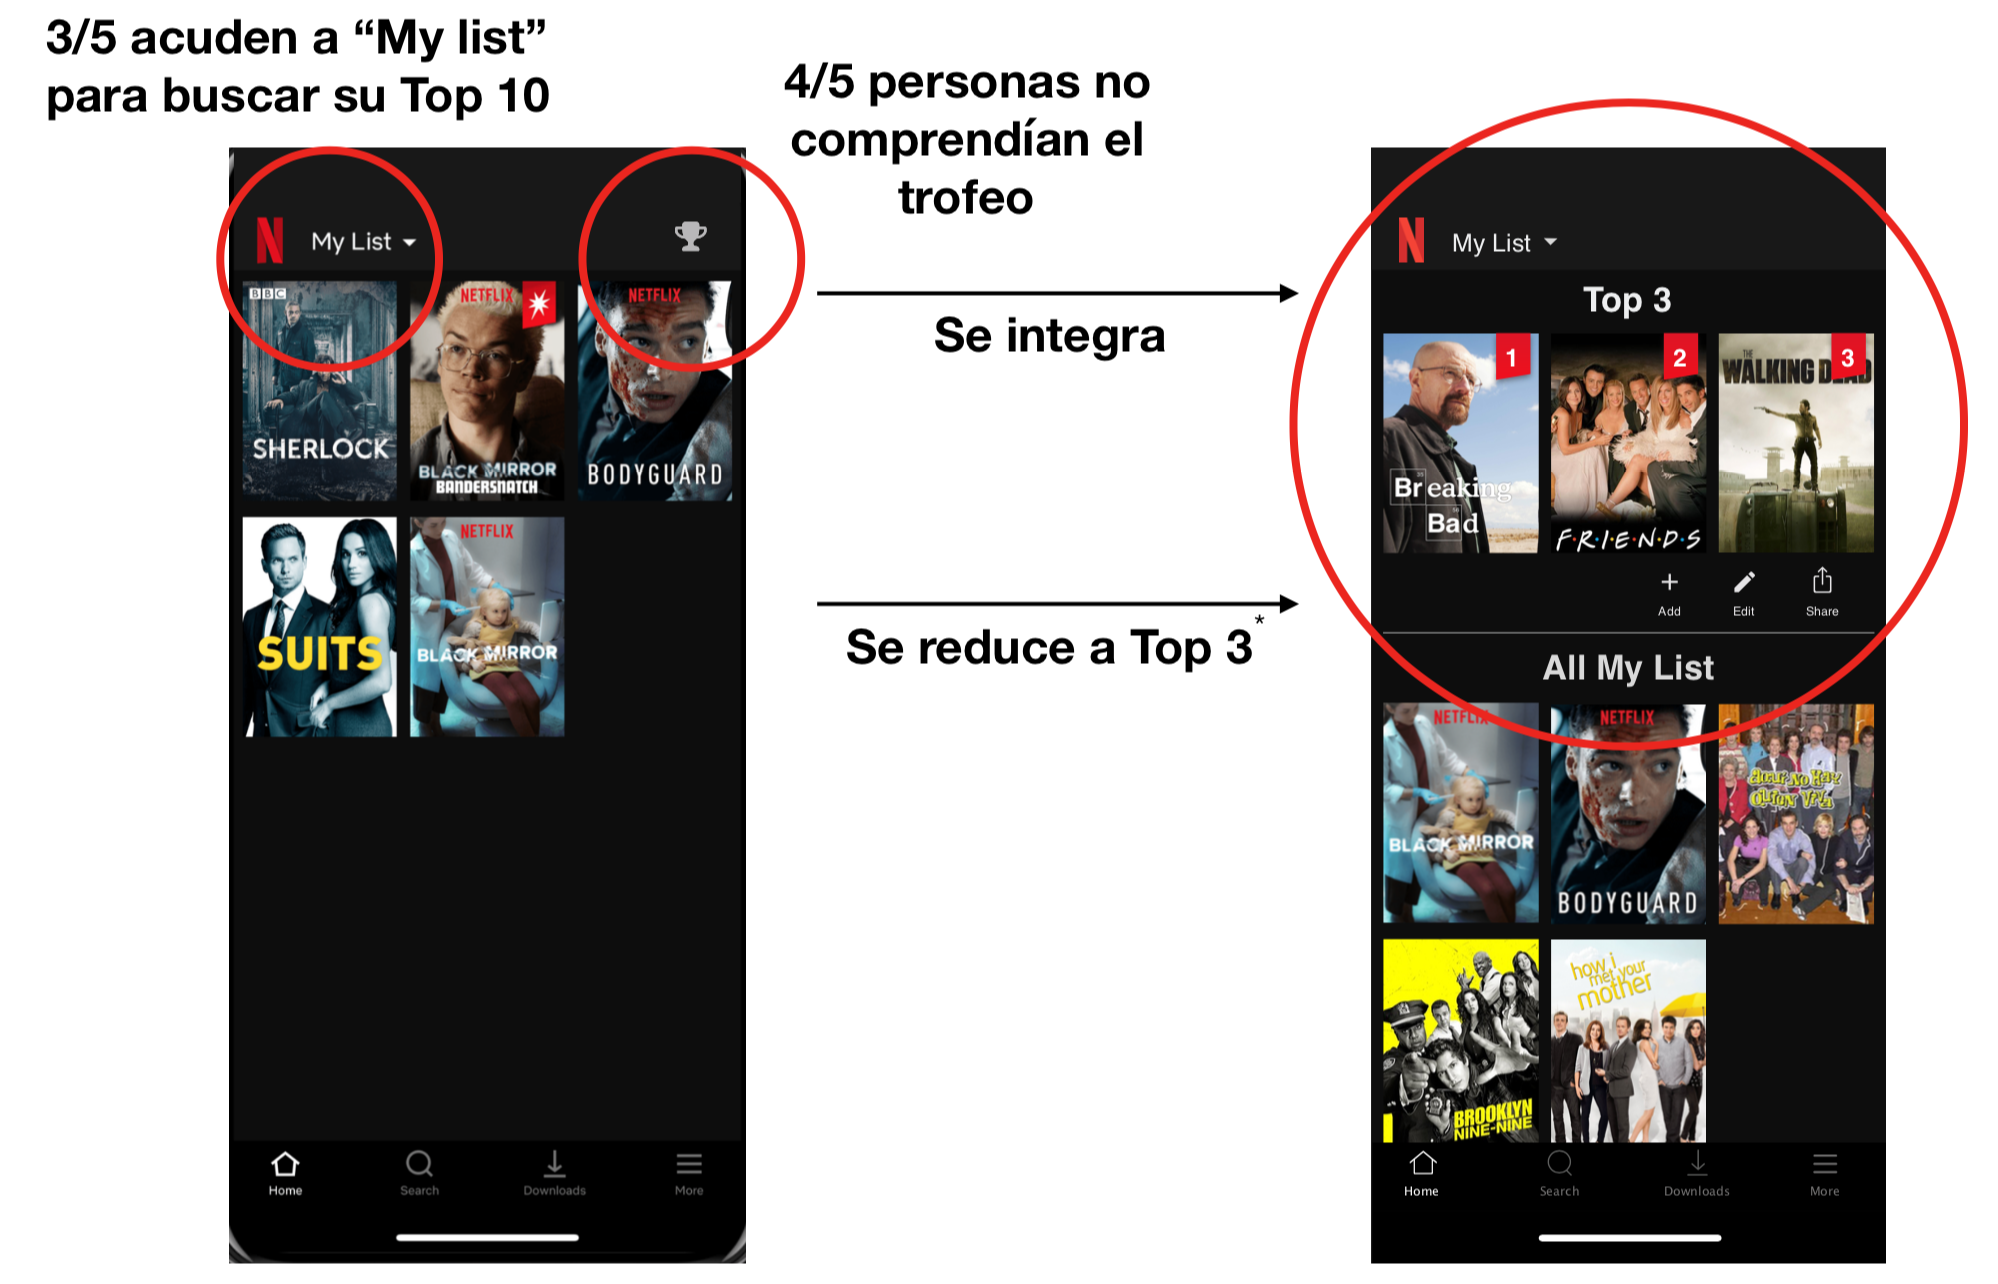 3/5 acuden a “My list”
para buscar su Top 10
4/5 personas no
comprendían el
trofeo
Se integra
Se reduce a Top 3*
N My List
BBC
SHERLOCK
NETFLIX
BLACK MIRROR
BANDERSNATCH
NETFLIX
BODYGUARD
SUITS
NETFLIX
BLACK MIRROR
Home Search Downloads More
N My List
Top 3
1
Breaking
Bad
2
F·R·I·E·N·D·S
3
THE
WALKING DEAD
Add Edit Share
All My List
NETFLIX
BLACK MIRROR
NETFLIX
BODYGUARD
Aquí No Hay
Quien Viva
BROOKLYN
NINE-NINE
how i
met your
mother
Home Search Downloads More